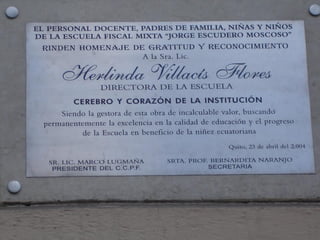 EL PERSONAL DOCENTE, PADRES DE FAMILIA, NIÑAS Y NIÑOS
DE LA ESCUELA FISCAL MIXTA "JORGE ESCUDERO MOSCOSO"
RINDEN HOMENAJE DE GRATITUD Y RECONOCIMIENTO
A la Sra. Lic.
Herlinda Villacís Flores
DIRECTORA DE LA ESCUELA
CEREBRO Y CORAZÓN DE LA INSTITUCIÓN
Siendo la gestora de esta obra de incalculable valor, buscando
permanentemente la excelencia en la calidad de educación y el progreso
de la Escuela en beneficio de la niñez ecuatoriana
Quito, 23 de abril del 2.004
SR. LIC. MARCO LUGMAÑA
PRESIDENTE DEL C.C.P.F.
SRTA. PROF. BERNARDITA NARANJO
SECRETARIA